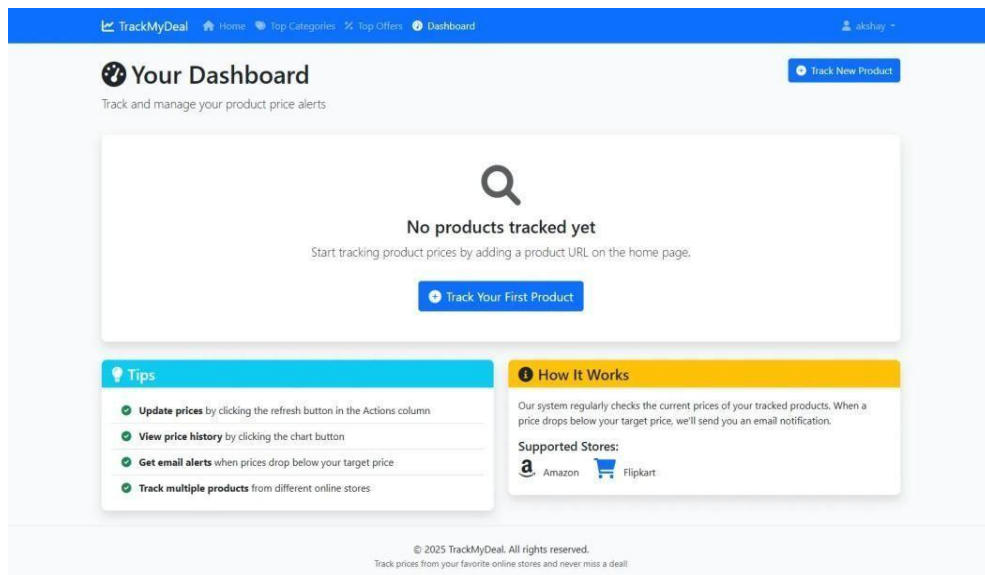 TrackMyDeal Home Top Categories Top Offers Dashboard akshay
Your Dashboard
Track New Product
Track and manage your product price alerts
No products tracked yet
Start tracking product prices by adding a product URL on the home page.
Track Your First Product
Tips
Update prices by clicking the refresh button in the Actions column
View price history by clicking the chart button
Get email alerts when prices drop below your target price
Track multiple products from different online stores
How It Works
Our system regularly checks the current prices of your tracked products. When a
price drops below your target price, we'll send you an email notification.
Supported Stores:
Amazon Flipkart
© 2025 TrackMyDeal. All rights reserved.
Track prices from your favorite online stores and never miss a deal!